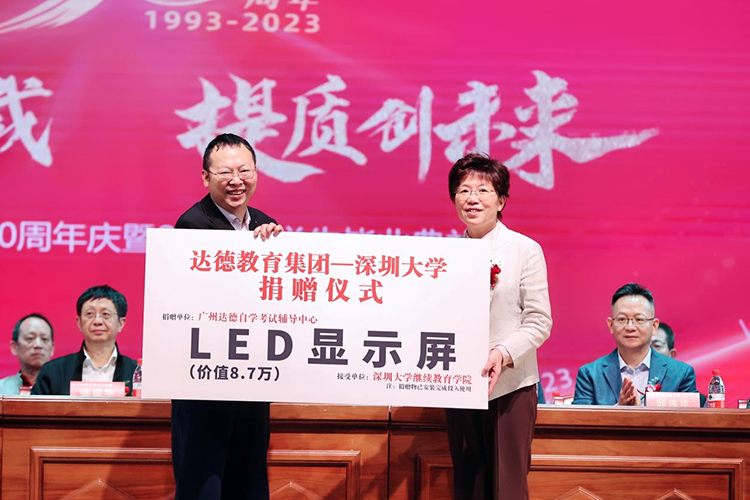 周年
1993-2023
提质创未来
0周年庆暨
达德教育集团—深圳大学
捐赠仪式
捐赠单位：广州达德自学考试辅导中心
LED显示屏
(价值8.7万)
接受单位：深圳大学继续教育学院
注：捐赠物已安装完成投入使用
023